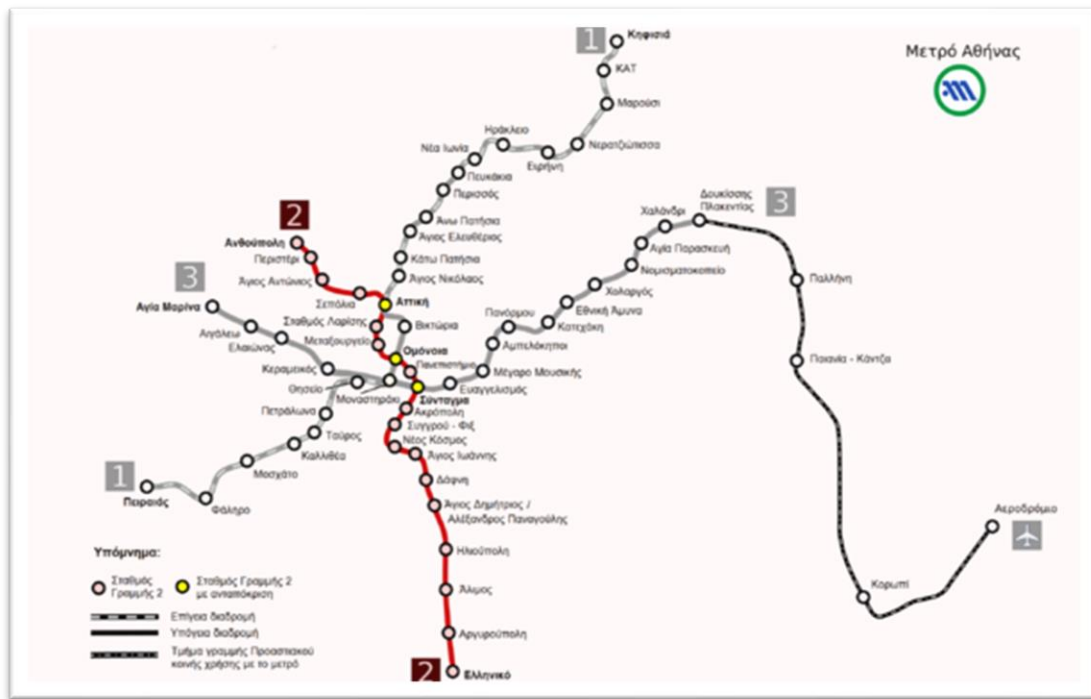 1
Κηφισιά
Μετρό Αθήνας
ΚΑΤ
Μαρούσι
Ηράκλειο
Νερατζιώτισσα
Νέα Ιωνία
Ειρήνη
Πευκάκια
Περισσός
Δουκίσσης
Πλακεντίας
3
Χαλάνδρι
2
Άνω Πατήσια
Άγιος Ελευθέριος
Ανθούπολη
Αγία Παρασκευή
Περιστέρι
Κάτω Πατήσια
Νομισματοκοπείο
3
Άγιος Αντώνιος
Άγιος Νικόλαος
Παλλήνη
Χολαργός
Σεπόλια
Αττική
Αγία Μαρίνα
Εθνική Άμυνα
Πανόρμου
Σταθμός Λαρίσης
Βικτώρια
Κατεχάκη
Αιγάλεω
Μεταξουργείο
Αμπελόκηποι
Ελαιώνας
Ομόνοια
Παιανία - Κάντζα
Πανεπιστήμιο
Κεραμεικός
Μέγαρο Μουσικής
Θησείο
Ευαγγελισμός
Μοναστηράκι
Σύνταγμα
Πετράλωνα
Ακρόπολη
Συγγρού - Φιξ
Ταύρος
Νέος Κόσμος
Καλλιθέα
Άγιος Ιωάννης
1
Μοσχάτο
Δάφνη
Πειραιάς
Φάληρο
Άγιος Δημήτριος /
Αλέξανδρος Παναγούλης
Αεροδρόμιο
Υπόμνημα:
Ηλιούπολη
Σταθμός
Γραμμής 2
Σταθμός Γραμμής 2
με ανταπόκριση
Άλιμος
Κορωπί
Επίγεια διαδρομή
Υπόγεια διαδρομή
Αργυρούπολη
Τμήμα γραμμής Προαστιακού
κοινής χρήσης με το μετρό
2
Ελληνικό